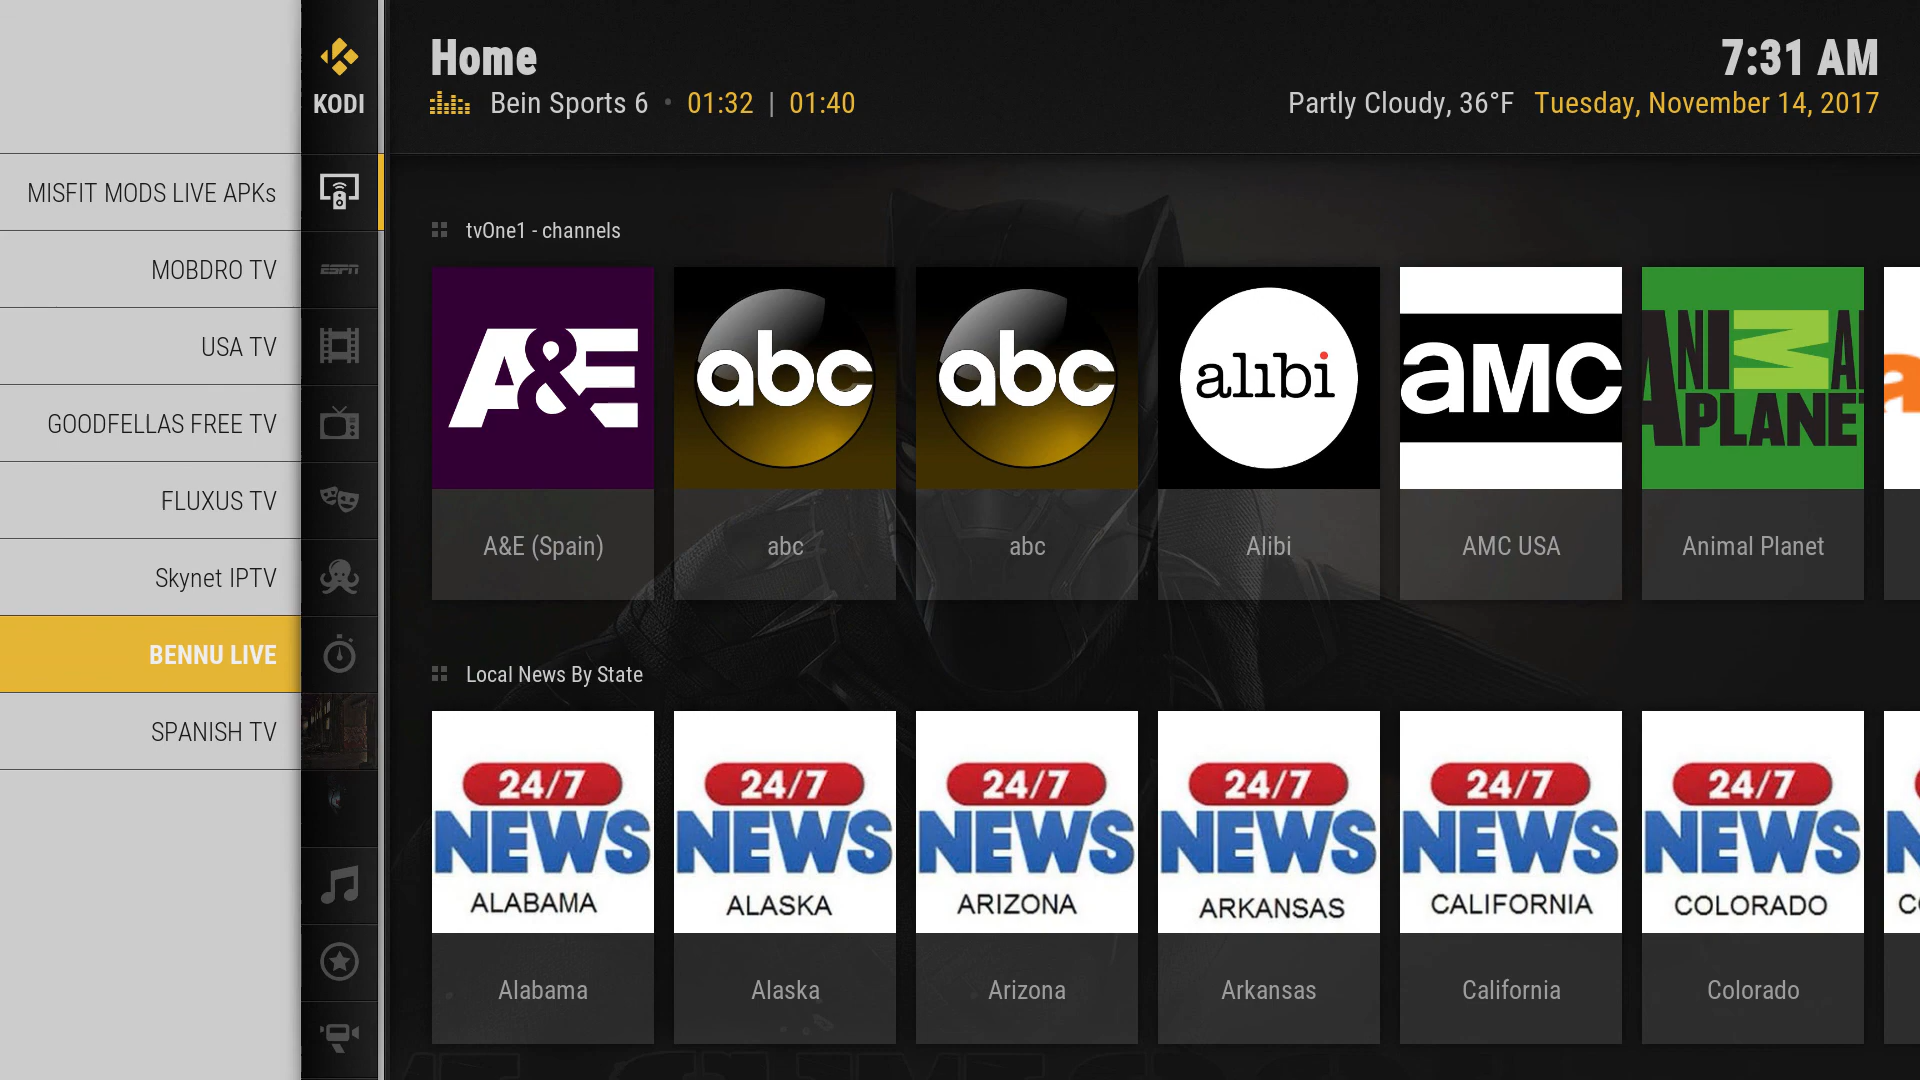 KODI
Home
Bein Sports 6 • 01:32 | 01:40
7:31 AM
Partly Cloudy, 36°F Tuesday, November 14, 2017
MISFIT MODS LIVE APKs
MOBDRO TV
USA TV
GOODFELLAS FREE TV
FLUXUS TV
Skynet IPTV
BENNU LIVE
SPANISH TV
ESPN
tvOne1 - channels
A&E
abc
abc
alibi
aMC
ANIMAL PLANET
A&E (Spain)
abc
abc
Alibi
AMC USA
Animal Planet
Local News By State
24/7 NEWS ALABAMA
24/7 NEWS ALASKA
24/7 NEWS ARIZONA
24/7 NEWS ARKANSAS
24/7 NEWS CALIFORNIA
24/7 NEWS COLORADO
Alabama
Alaska
Arizona
Arkansas
California
Colorado